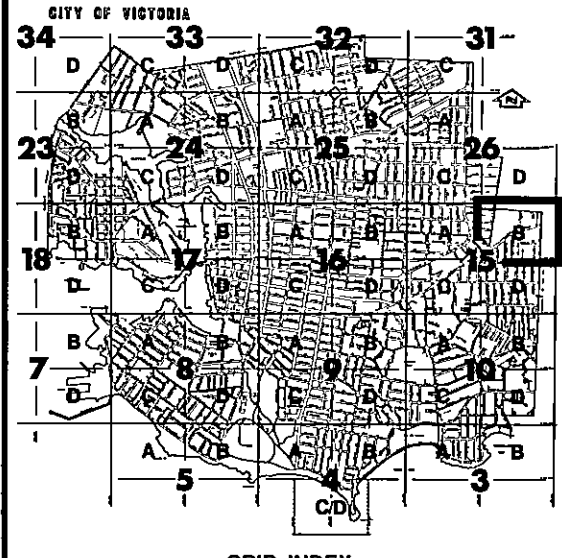 CITY OF VICTORIA
34 33 32 31
D C D C D C
B A B A B A
23 24 25 26
D C D C D C D
B A B A B A B
18 17 16 15
D C D C D C D
B A B A B A B
7 8 9 10
D C D C D C D
A B A B A B
5 4 3
C/D
GRID INDEX